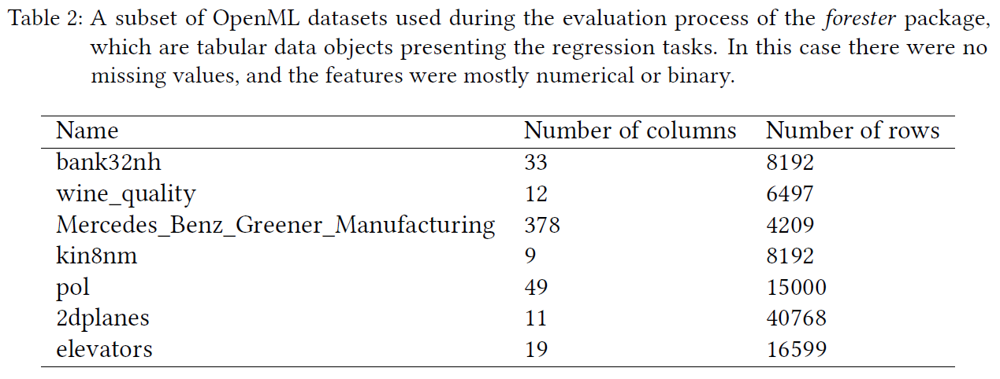 Table 2: A subset of OpenML datasets used during the evaluation process of the forester package,
which are tabular data objects presenting the regression tasks. In this case there were no
missing values, and the features were mostly numerical or binary.
Name Number of columns Number of rows
bank32nh 33 8192
wine_quality 12 6497
Mercedes_Benz_Greener_Manufacturing 378 4209
kin8nm 9 8192
pol 49 15000
2dplanes 11 40768
elevators 19 16599